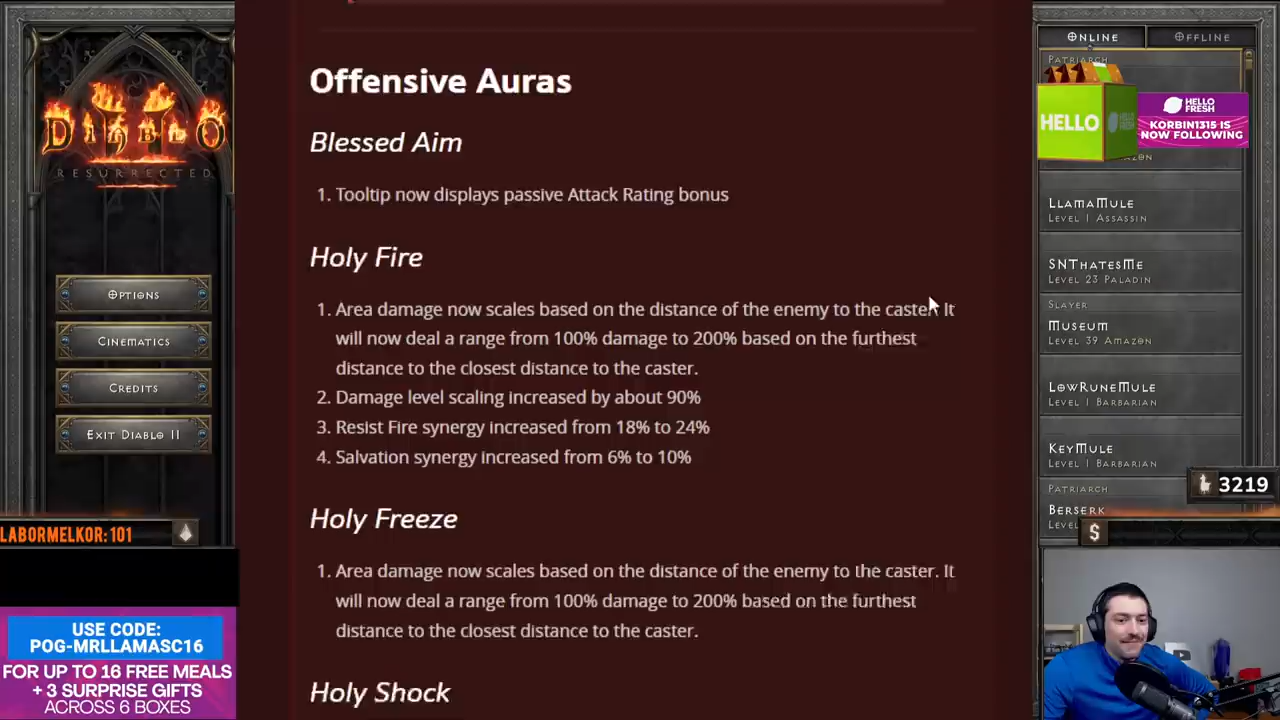 DIABLO
II
RESURRECTED
Options
Cinematics
Credits
Exit Diablo II
LABORMELKOR: 101
USE CODE:
POG-MRLLAMASC16
FOR UP TO 16 FREE MEALS
+ 3 SURPRISE GIFTS
ACROSS 6 BOXES
Offensive Auras
Blessed Aim
1. Tooltip now displays passive Attack Rating bonus
Holy Fire
1. Area damage now scales based on the distance of the enemy to the caster. It
will now deal a range from 100% damage to 200% based on the furthest
distance to the closest distance to the caster.
2. Damage level scaling increased by about 90%
3. Resist Fire synergy increased from 18% to 24%
4. Salvation synergy increased from 6% to 10%
Holy Freeze
1. Area damage now scales based on the distance of the enemy to the caster. It
will now deal a range from 100% damage to 200% based on the furthest
distance to the closest distance to the caster.
Holy Shock
Online
Offline
Patriarch
HELLO
HELLO
FRESH
KORBIN1315 IS
NOW FOLLOWING
LlamaMule
Level 1 Assassin
SNThatesMe
Level 23 Paladin
Slayer
Museum
Level 39 Amazon
LowRuneMule
Level 1 Barbarian
KeyMule
Level 1 Barbarian
Patriarch
Berserk
Level
3219
$